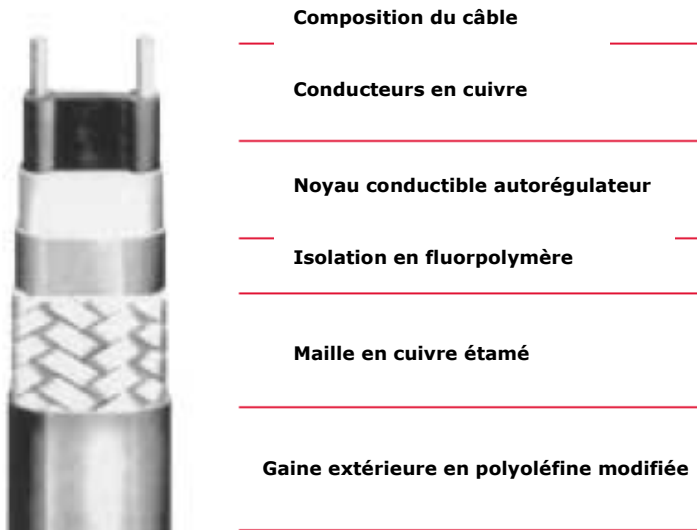 Composition du câble
Conducteurs en cuivre
Noyau conductible autorégulateur
Isolation en fluorpolymère
Maille en cuivre étamé
Gaine extérieure en polyoléfine modifiée